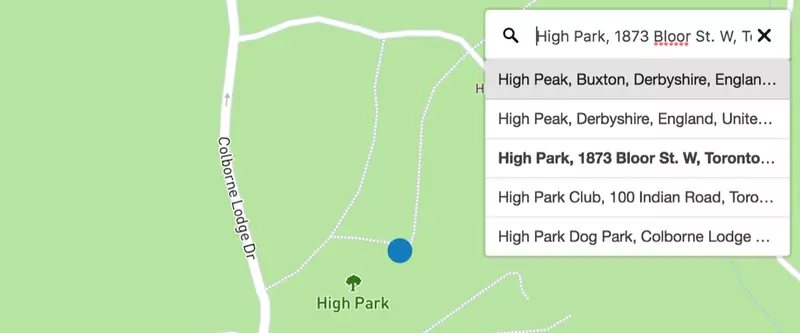 High Park, 1873 Bloor St. W, T
High Peak, Buxton, Derbyshire, Englan…
High Peak, Derbyshire, England, Unite…
High Park, 1873 Bloor St. W, Toronto…
High Park Club, 100 Indian Road, Toro…
High Park Dog Park, Colborne Lodge …
H
Colborne Lodge Dr
High Park